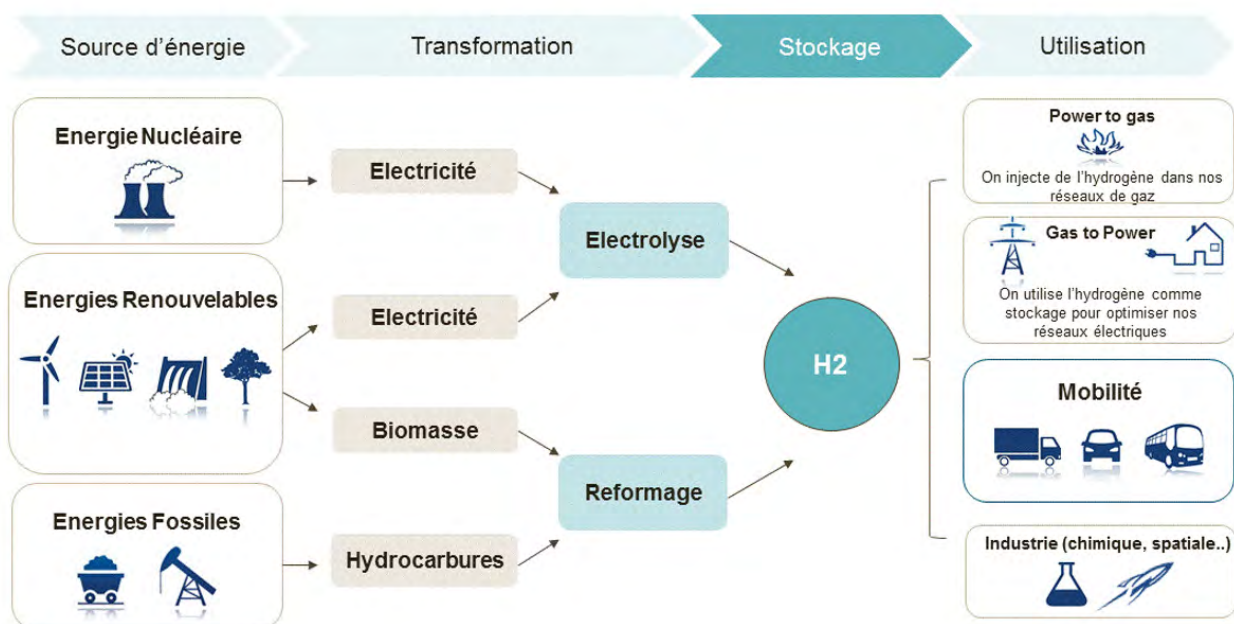 Source d'énergie
Transformation
Stockage
Utilisation
Energie Nucléaire
Energies Renouvelables
Energies Fossiles
Electricité
Electricité
Biomasse
Hydrocarbures
Electrolyse
Reformage
H2
Power to gas
On injecte de l'hydrogène dans nos
réseaux de gaz
Gas to Power
On utilise l'hydrogène comme
stockage pour optimiser nos
réseaux électriques
Mobilité
Industrie (chimique, spatiale..)